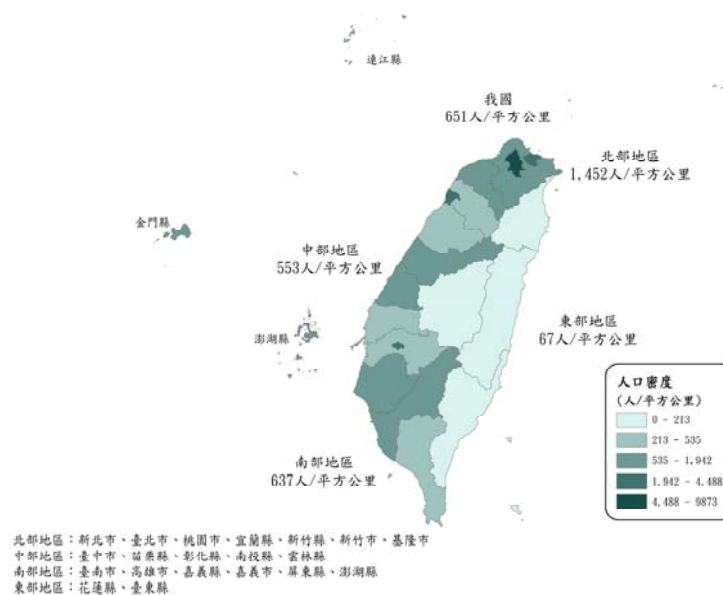 連江縣
我國
651人/平方公里
北部地區
1,452人/平方公里
金門縣
中部地區
553人/平方公里
澎湖縣
東部地區
67人/平方公里
人口密度
(人/平方公里)
0 - 213
213 - 535
535 - 1,942
1,942 - 4,488
4,488 - 9873
南部地區
637人/平方公里
北部地區：新北市、臺北市、桃園市、宜蘭縣、新竹縣、新竹市、基隆市
中部地區：臺中市、苗栗縣、彰化縣、南投縣、雲林縣
南部地區：臺南市、高雄市、嘉義縣、嘉義市、屏東縣、澎湖縣
東部地區：花蓮縣、臺東縣